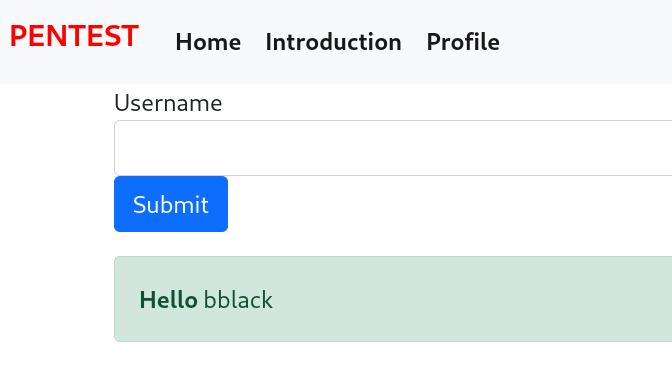 PENTEST Home Introduction Profile
Username
Submit
Hello bblack